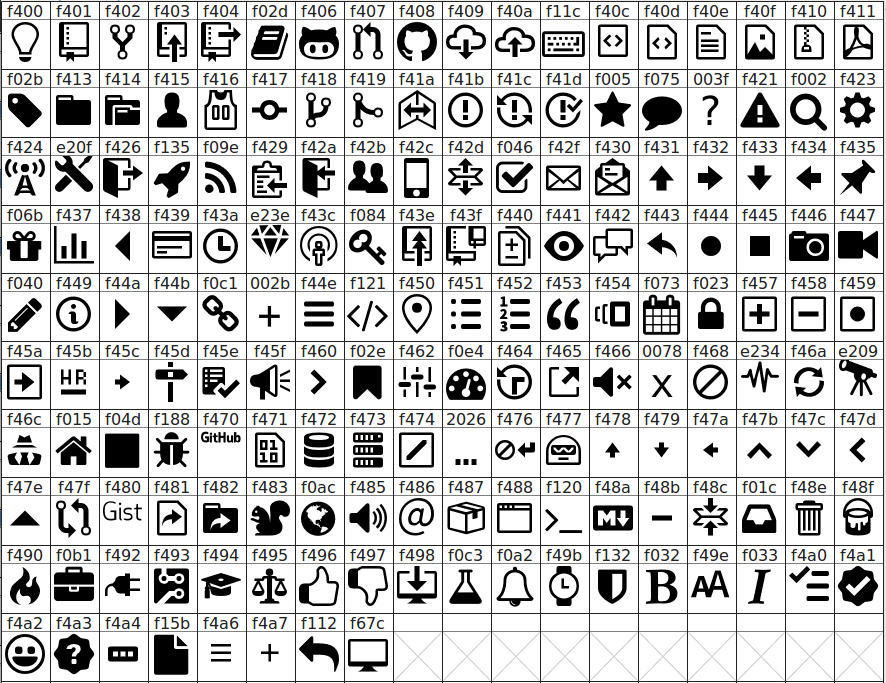 f400 f401 f402 f403 f404 f02d f406 f407 f408 f409 f40a f11c f40c f40d f40e f40f f410 f411
f02b f413 f414 f415 f416 f417 f418 f419 f41a f41b f41c f41d f005 f075 003f f421 f002 f423
00 ?
f424 e20f f426 f135 f09e f429 f42a f42b f42c f42d f046 f42f f430 f431 f432 f433 f434 f435
A
f06b f437 f438 f439 f43a e23e f43c f084 f43e f43f f440 f441 f442 f443 f444 f445 f446 f447
f040 f449 f44a f44b f0c1 002b f44e f121 f450 f451 f452 f453 f454 f073 f023 f457 f458 f459
i + </> 1 2 3 “
f45a f45b f45c f45d f45e f45f f460 f02e f462 f0e4 f464 f465 f466 0078 f468 e234 f46a e209
HR x
f46c f015 f04d f188 f470 f471 f472 f473 f474 2026 f476 f477 f478 f479 f47a f47b f47c f47d
GitHub 01 10 …
f47e f47f f480 f481 f482 f483 f0ac f485 f486 f487 f488 f120 f48a f48b f48c f01c f48e f48f
Gist @ >_ M
f490 f0b1 f492 f493 f494 f495 f496 f497 f498 f0c3 f0a2 f49b f132 f032 f49e f033 f4a0 f4a1
B AA I
f4a2 f4a3 f4a4 f15b f4a6 f4a7 f112 f67c
? +